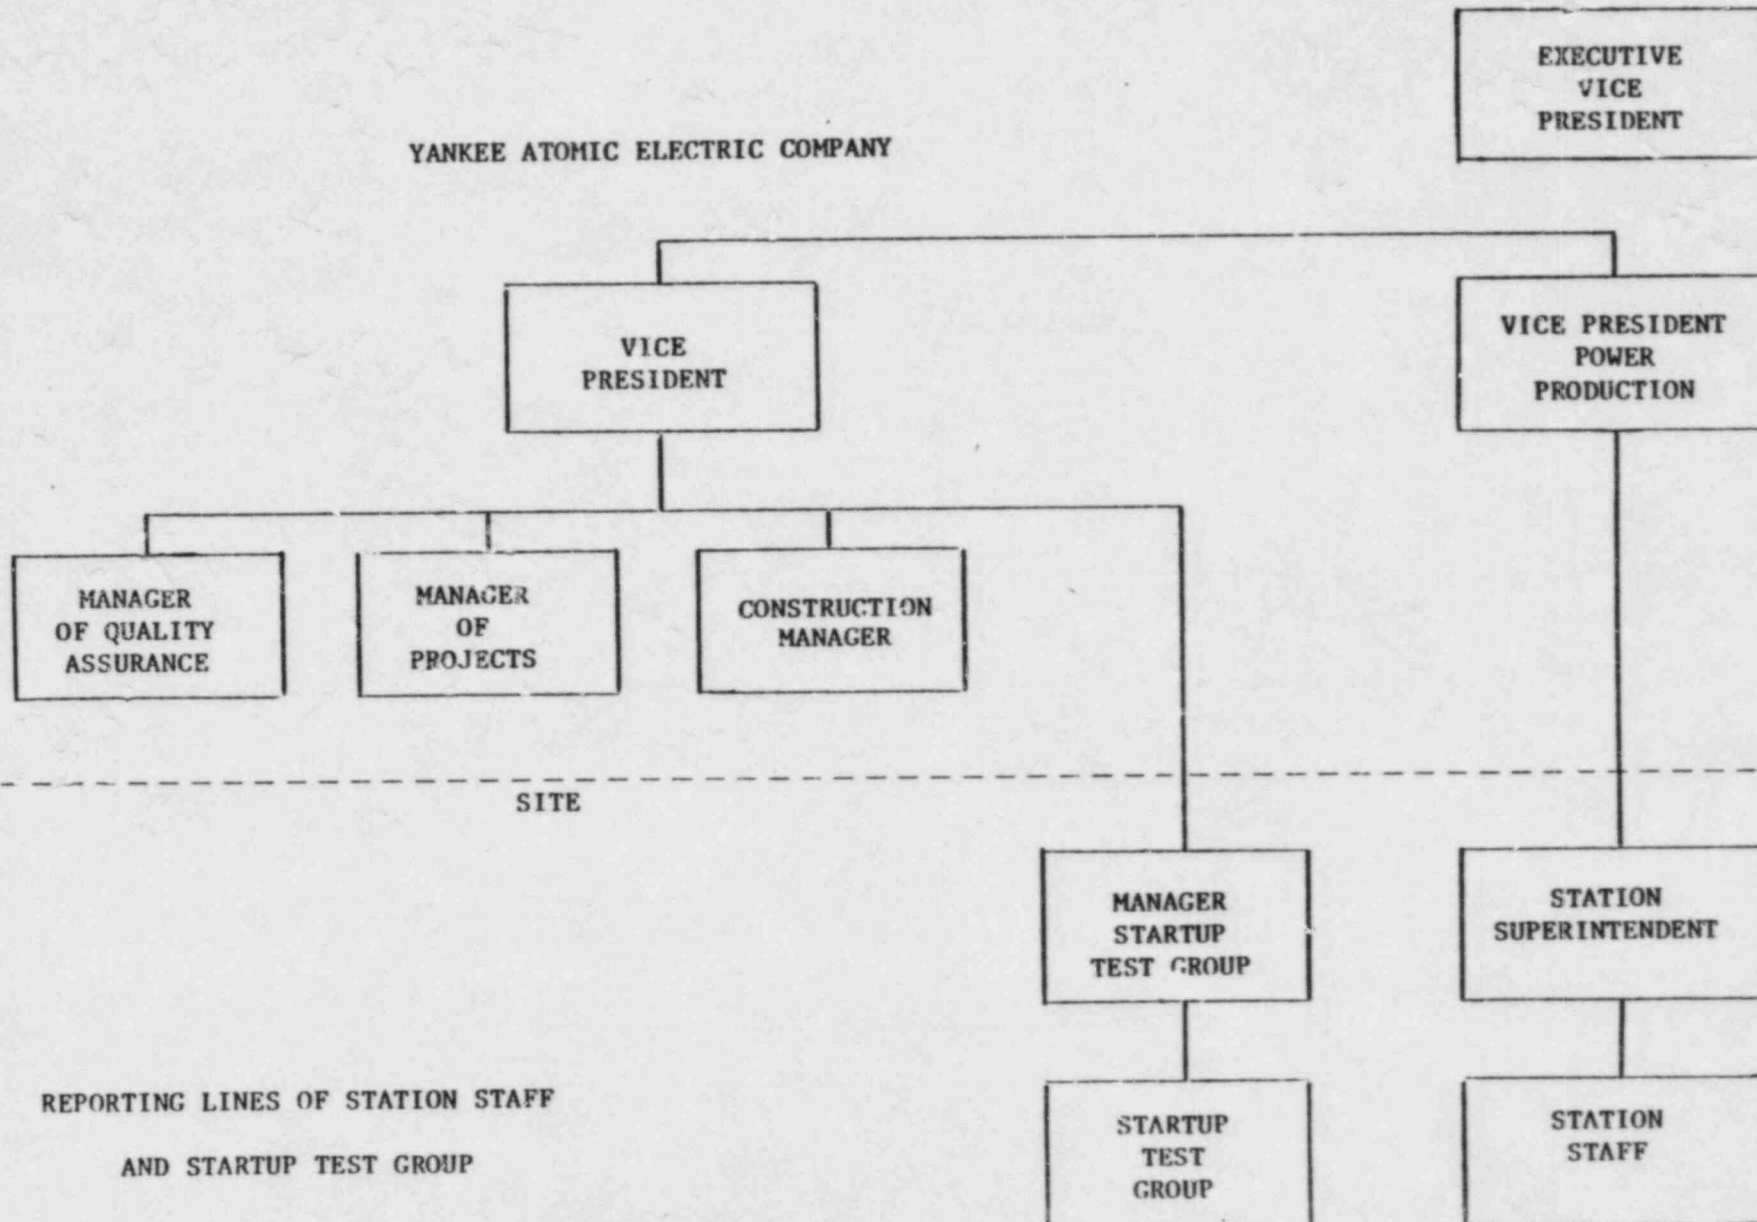 EXECUTIVE
VICE
PRESIDENT
YANKEE ATOMIC ELECTRIC COMPANY
VICE
PRESIDENT
VICE PRESIDENT
POWER
PRODUCTION
MANAGER
OF QUALITY
ASSURANCE
MANAGER
OF
PROJECTS
CONSTRUCTION
MANAGER
SITE
MANAGER
STARTUP
TEST GROUP
STATION
SUPERINTENDENT
REPORTING LINES OF STATION STAFF
AND STARTUP TEST GROUP
STARTUP
TEST
GROUP
STATION
STAFF